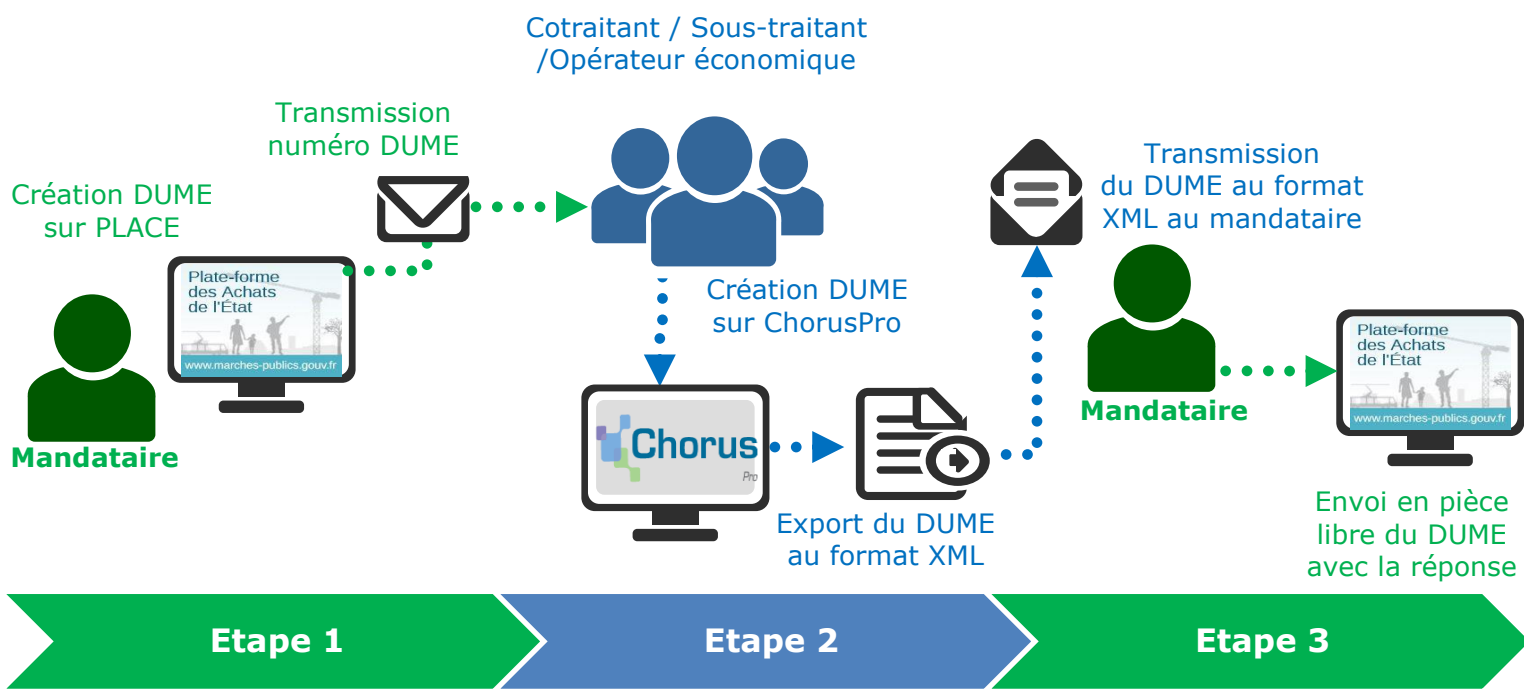 Cotraitant / Sous-traitant
/Opérateur économique
Transmission
numéro DUME
Création DUME
sur PLACE
Plate-forme
des Achats
de l'État
www.marches-publics.gouv.fr
Mandataire
Création DUME
sur ChorusPro
Chorus
Pro
Export du DUME
au format XML
Transmission
du DUME au format
XML au mandataire
Mandataire
Plate-forme
des Achats
de l'État
www.marches-publics.gouv.fr
Envoi en pièce
libre du DUME
avec la réponse
Etape 1
Etape 2
Etape 3